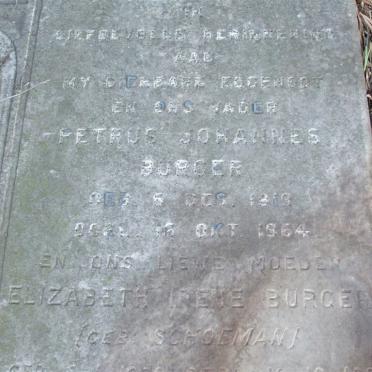 IN
LIEFDEVOLLE HERINNERING
AAN
MY DIERBARE EGGENOOT
EN ONS VADER
PETRUS JOHANNES
BURGER
GEB. 6 DES. 1919
OORL. 16 OKT. 1964
EN ONS LIEWE MOEDER
ELIZABETH IRENE BURGER
(GEB. SCHOEMAN)